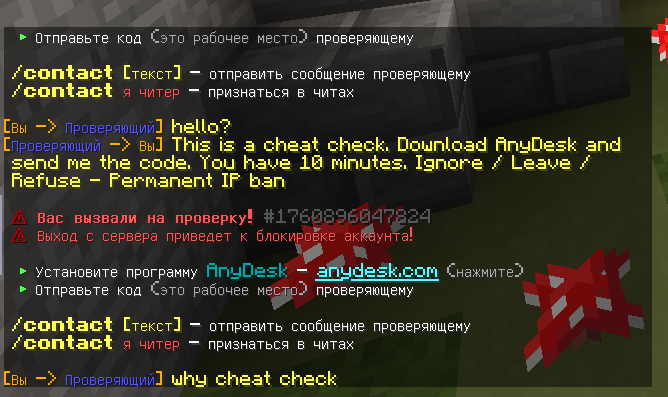 ► Отправьте код (это рабочее место) проверяющему
/contact [текст] – отправить сообщение проверяющему
/contact я читер – признаться в читах
[Вы -> Проверяющий] hello?
[Проверяющий -> Вы] This is a cheat check. Download AnyDesk and
send me the code. You have 10 minutes. Ignore / Leave /
Refuse - Permanent IP ban
⚠ Вас вызвали на проверку! #1760896047824
⚠ Выход с сервера приведет к блокировке аккаунта!
► Установите программу AnyDesk – anydesk.com (нажмите)
► Отправьте код (это рабочее место) проверяющему
/contact [текст] – отправить сообщение проверяющему
/contact я читер – признаться в читах
[Вы -> Проверяющий] why cheat check